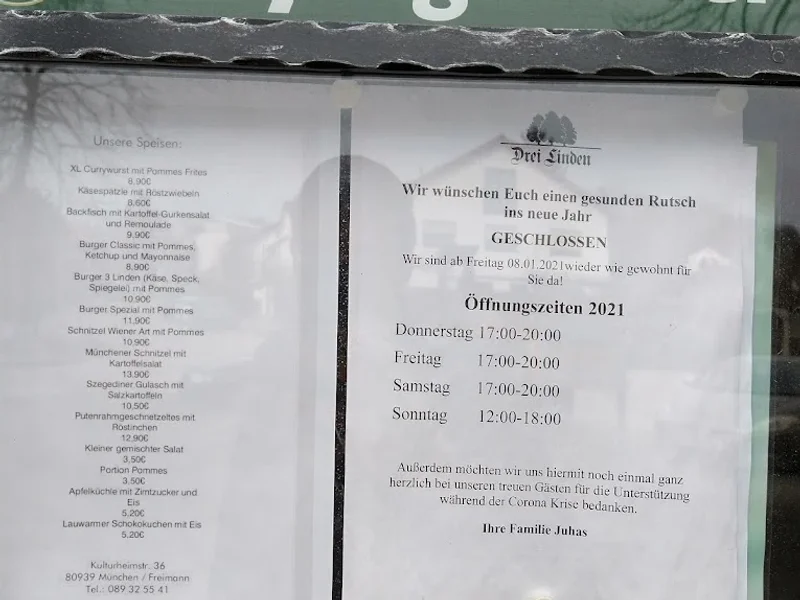 Unsere Speisen:
XL Currywurst mit Pommes Frites
8.90€
Käsespätzle mit Röstzwiebeln
8.60€
Backfisch mit Kartoffel-Gurkensalat
und Remoulade
9.90€
Burger Classic mit Pommes,
Ketchup und Mayonnaise
8.90€
Burger 3 Linden (Käse, Speck,
Spiegelei) mit Pommes
10.90€
Burger Spezial mit Pommes
11.90€
Schnitzel Wiener Art mit Pommes
10.90€
Münchener Schnitzel mit
Kartoffelsalat
13.90€
Szegediner Gulasch mit
Salzkartoffeln
10,50€
Putenrahmgeschnetzeltes mit
Röstinchen
12,90€
Kleiner gemischter Salat
3,50€
Portion Pommes
3,50€
Apfelküchle mit Zimtzucker und
Eis
5,20€
Lauwarmer Schokokuchen mit Eis
5,20€
Kulturheimstr. 36
80939 München / Freimann
Tel.: 089 32 55 41
Drei Linden
Wir wünschen Euch einen gesunden Rutsch
ins neue Jahr
GESCHLOSSEN
Wir sind ab Freitag 08.01.2021wieder wie gewohnt für
Sie da!
Öffnungszeiten 2021
Donnerstag 17:00-20:00
Freitag 17:00-20:00
Samstag 17:00-20:00
Sonntag 12:00-18:00
Außerdem möchten wir uns hiermit noch einmal ganz
herzlich bei unseren treuen Gästen für die Unterstützung
während der Corona Krise bedanken.
Ihre Familie Juhas